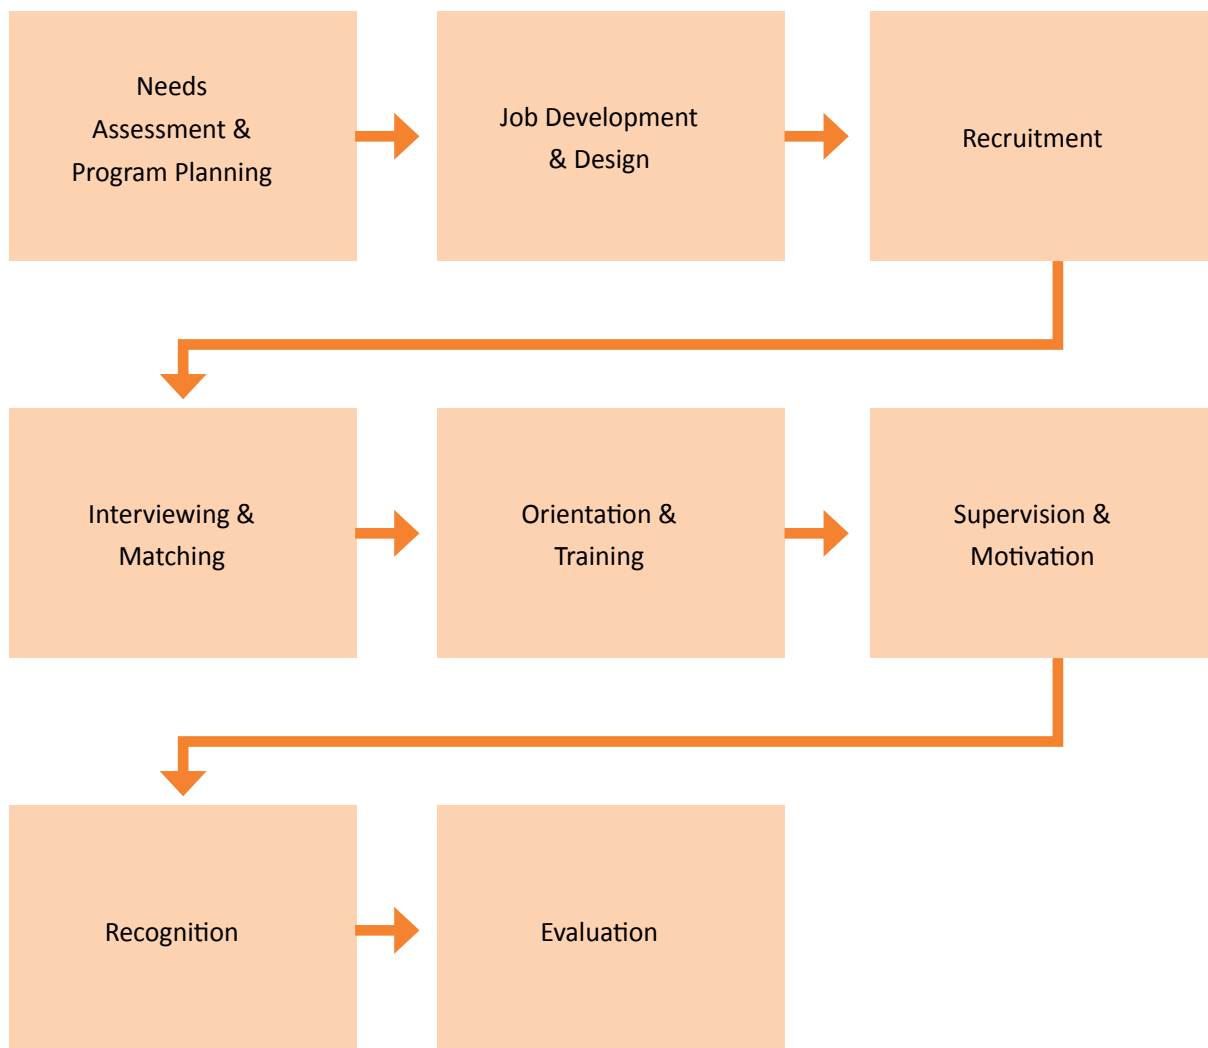 Needs
Assessment &
Program Planning
Job Development
& Design
Recruitment
Interviewing &
Matching
Orientation &
Training
Supervision &
Motivation
Recognition
Evaluation